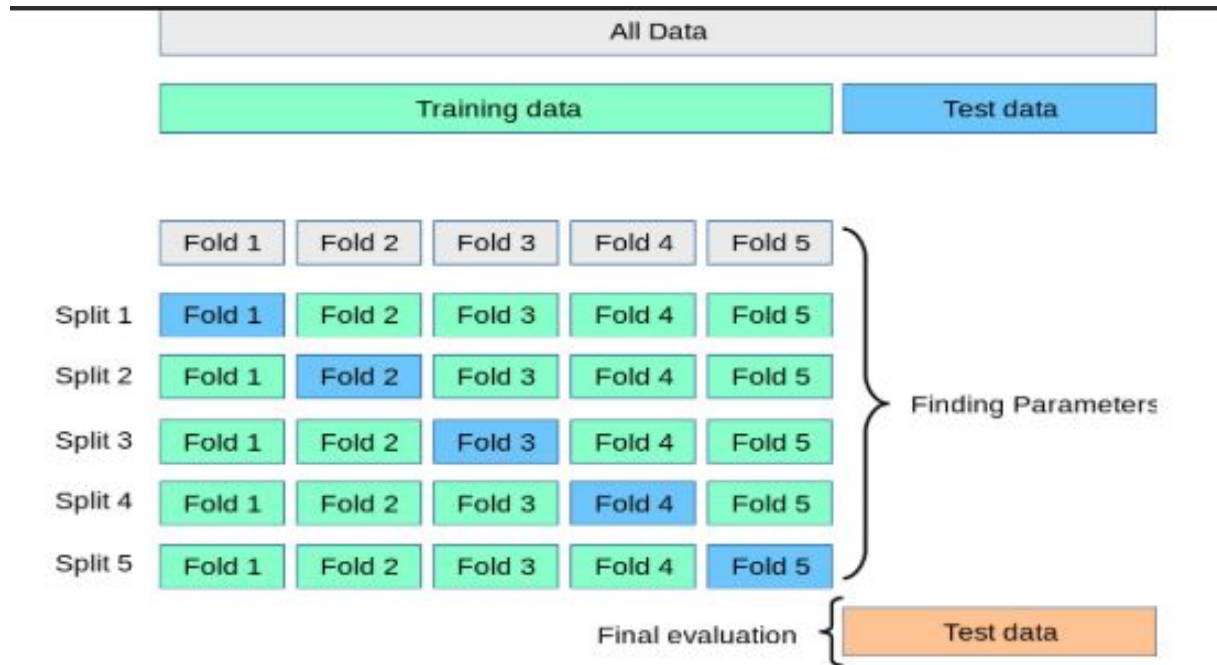 All Data
Training data Test data
Fold 1 Fold 2 Fold 3 Fold 4 Fold 5
Split 1 Fold 1 Fold 2 Fold 3 Fold 4 Fold 5
Split 2 Fold 1 Fold 2 Fold 3 Fold 4 Fold 5
Finding Parameters
Split 3 Fold 1 Fold 2 Fold 3 Fold 4 Fold 5
Split 4 Fold 1 Fold 2 Fold 3 Fold 4 Fold 5
Split 5 Fold 1 Fold 2 Fold 3 Fold 4 Fold 5
Final evaluation Test data